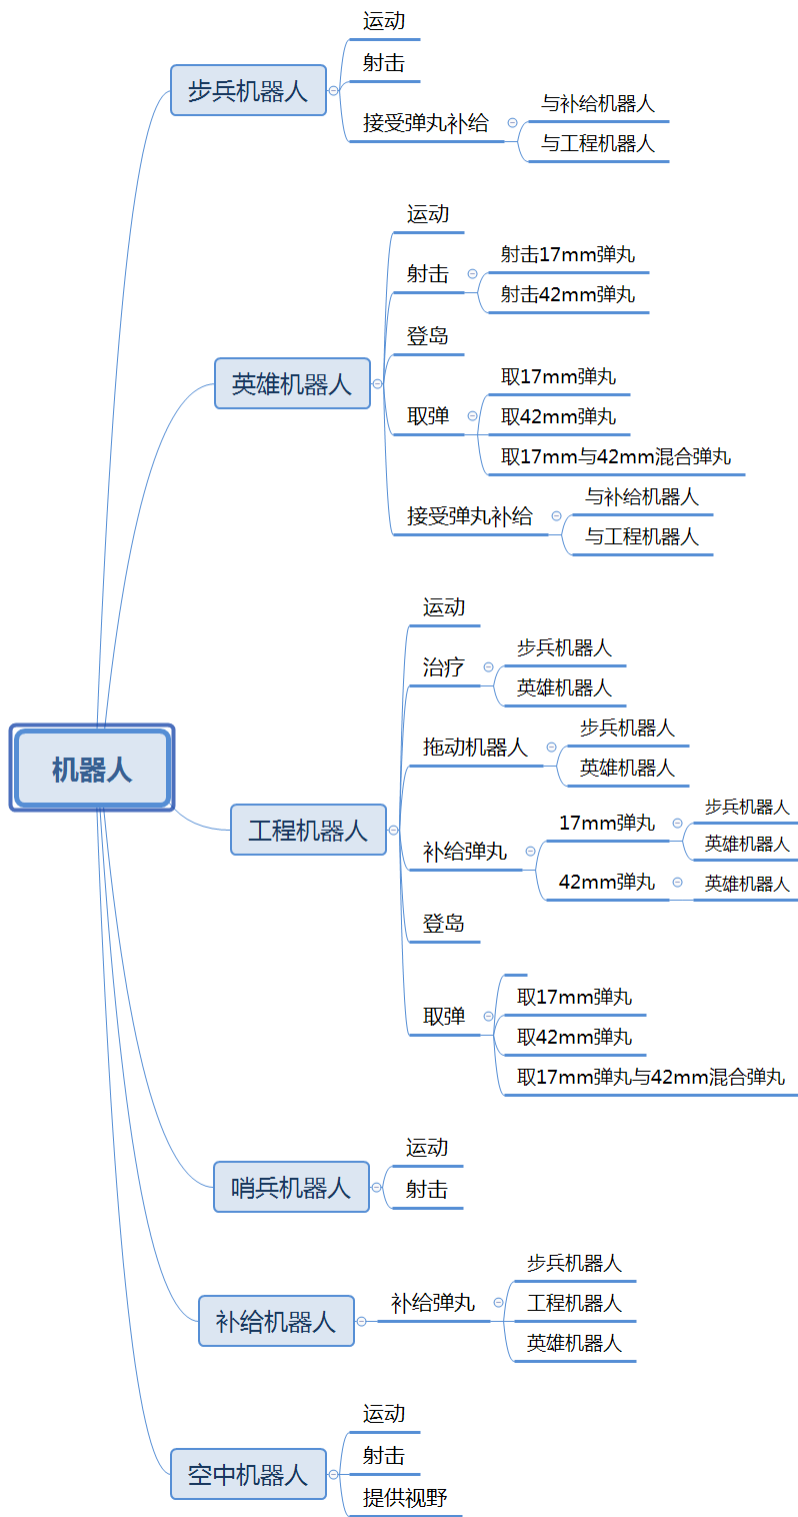 机器人
步兵机器人
运动
射击
接受弹丸补给
与补给机器人
与工程机器人
英雄机器人
运动
射击
射击17mm弹丸
射击42mm弹丸
登岛
取弹
取17mm弹丸
取42mm弹丸
取17mm与42mm混合弹丸
接受弹丸补给
与补给机器人
与工程机器人
工程机器人
运动
治疗
步兵机器人
英雄机器人
拖动机器人
步兵机器人
英雄机器人
补给弹丸
17mm弹丸
步兵机器人
英雄机器人
42mm弹丸
英雄机器人
登岛
取弹
取17mm弹丸
取42mm弹丸
取17mm弹丸与42mm混合弹丸
哨兵机器人
运动
射击
补给机器人
补给弹丸
步兵机器人
工程机器人
英雄机器人
空中机器人
运动
射击
提供视野